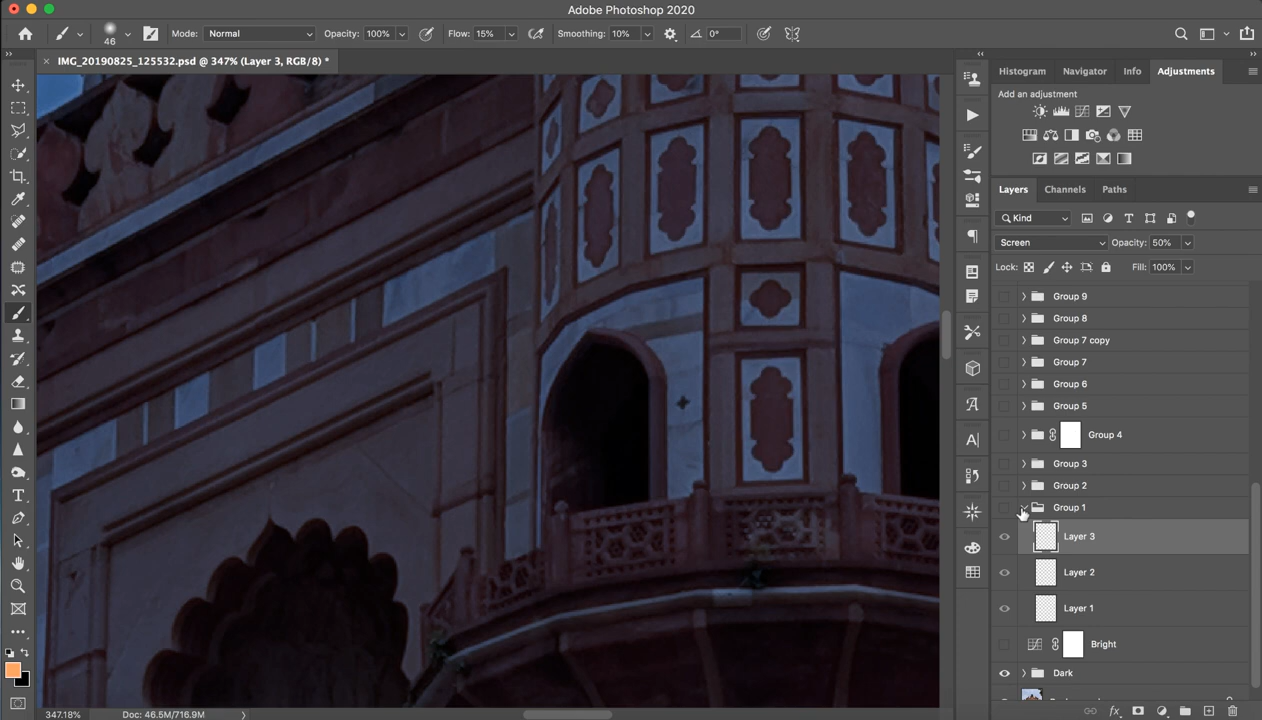 Adobe Photoshop 2020
46 Mode: Normal Opacity: 100% Flow: 15% Smoothing: 10% 0°
IMG_20190825_125532.psd @ 347% (Layer 3, RGB/8) *
Histogram Navigator Info Adjustments
Add an adjustment
Layers Channels Paths
Kind
Screen Opacity: 50%
Lock: Fill: 100%
Group 9
Group 8
Group 7 copy
Group 7
Group 6
Group 5
Group 4
Group 3
Group 2
Group 1
Layer 3
Layer 2
Layer 1
Bright
Dark
347.18% Doc: 46.5M/716.9M